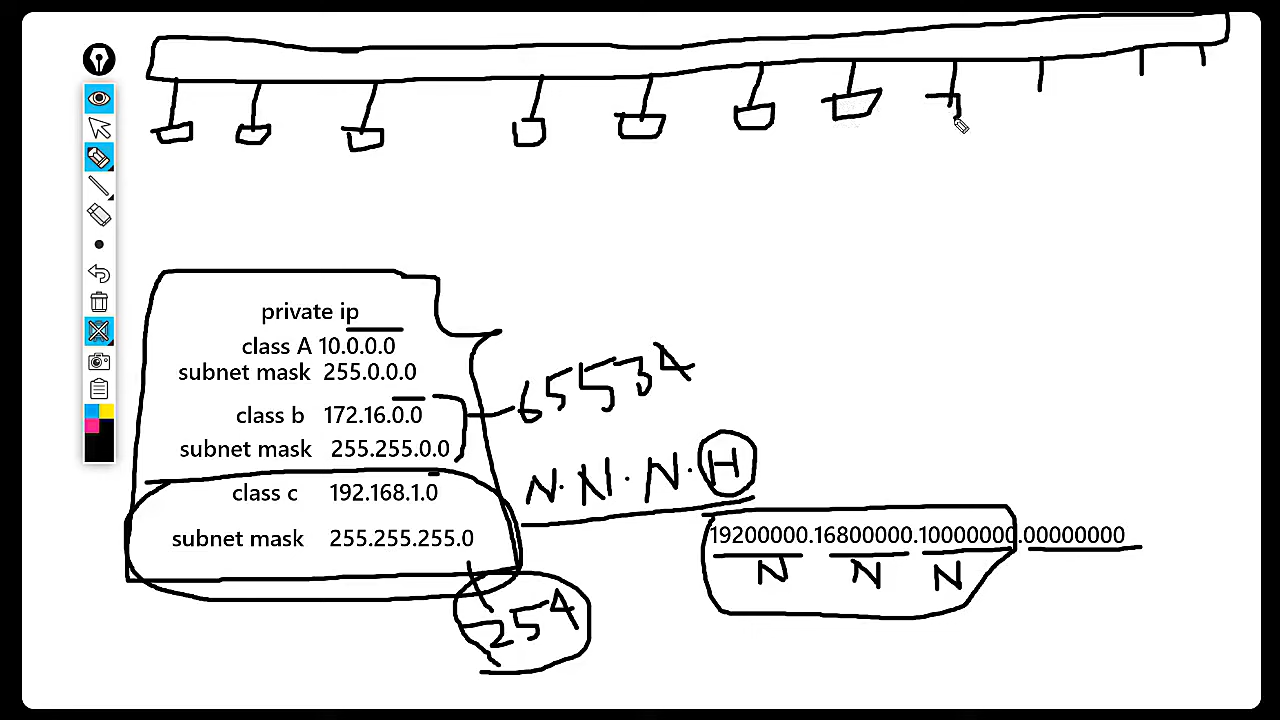 private ip
class A 10.0.0.0
subnet mask 255.0.0.0
class b 172.16.0.0
subnet mask 255.255.0.0
65534
class c 192.168.1.0
N.N.N.H
subnet mask 255.255.255.0
19200000.16800000.10000000.00000000
N N N
254